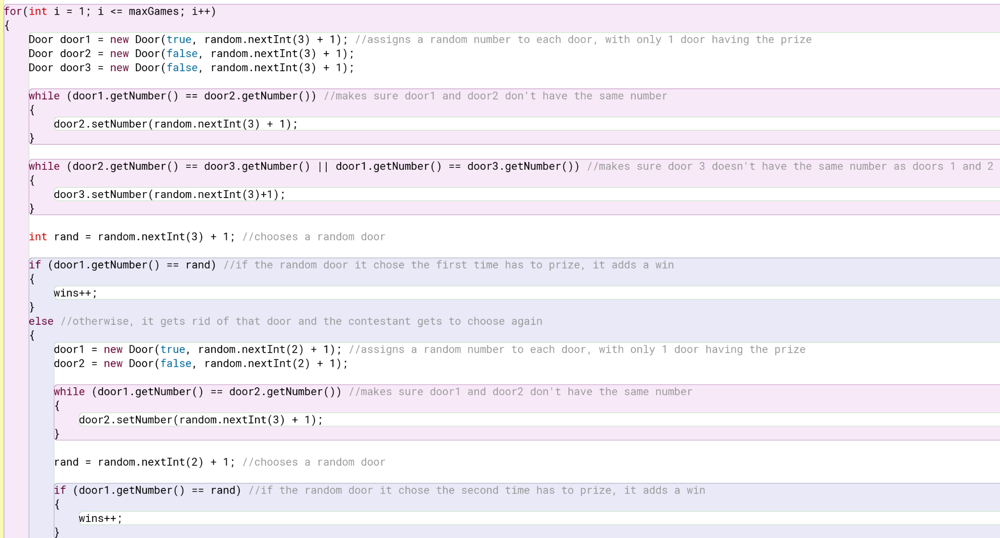 for(int i = 1; i <= maxGames; i++)
{
    Door door1 = new Door(true, random.nextInt(3) + 1); //assigns a random number to each door, with only 1 door having the prize
    Door door2 = new Door(false, random.nextInt(3) + 1);
    Door door3 = new Door(false, random.nextInt(3) + 1);
    while (door1.getNumber() == door2.getNumber()) //makes sure door1 and door2 don't have the same number
    {
        door2.setNumber(random.nextInt(3) + 1);
    }
    while (door2.getNumber() == door3.getNumber() || door1.getNumber() == door3.getNumber()) //makes sure door 3 doesn't have the same number as doors 1 and 2
    {
        door3.setNumber(random.nextInt(3)+1);
    }
    int rand = random.nextInt(3) + 1; //chooses a random door
    if (door1.getNumber() == rand) //if the random door it chose the first time has to prize, it adds a win
    {
        wins++;
    }
    else //otherwise, it gets rid of that door and the contestant gets to choose again
    {
        door1 = new Door(true, random.nextInt(2) + 1); //assigns a random number to each door, with only 1 door having the prize
        door2 = new Door(false, random.nextInt(2) + 1);
        while (door1.getNumber() == door2.getNumber()) //makes sure door1 and door2 don't have the same number
        {
            door2.setNumber(random.nextInt(3) + 1);
        }
        rand = random.nextInt(2) + 1; //chooses a random door
        if (door1.getNumber() == rand) //if the random door it chose the second time has to prize, it adds a win
        {
            wins++;
        }